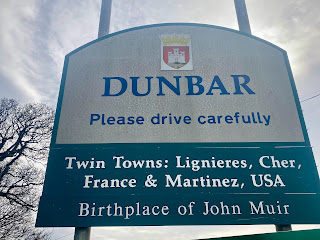 DUNBAR
Please drive carefully
Twin Towns: Lignieres, Cher,
France & Martinez, USA
Birthplace of John Muir